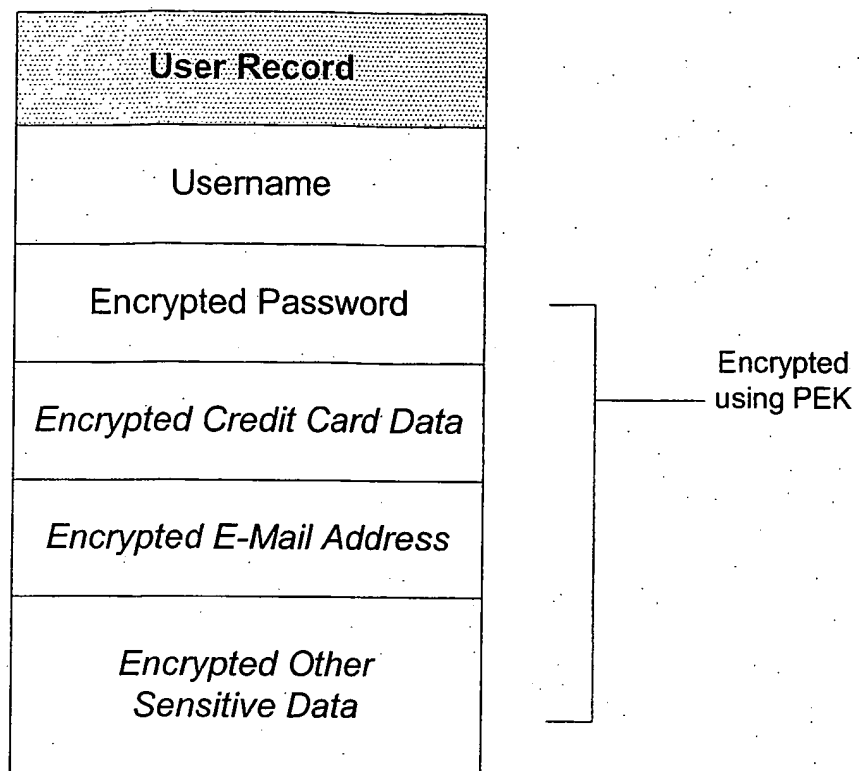 User Record
Username
Encrypted Password
Encrypted Credit Card Data
Encrypted E-Mail Address
Encrypted Other
Sensitive Data
Encrypted
using PEK